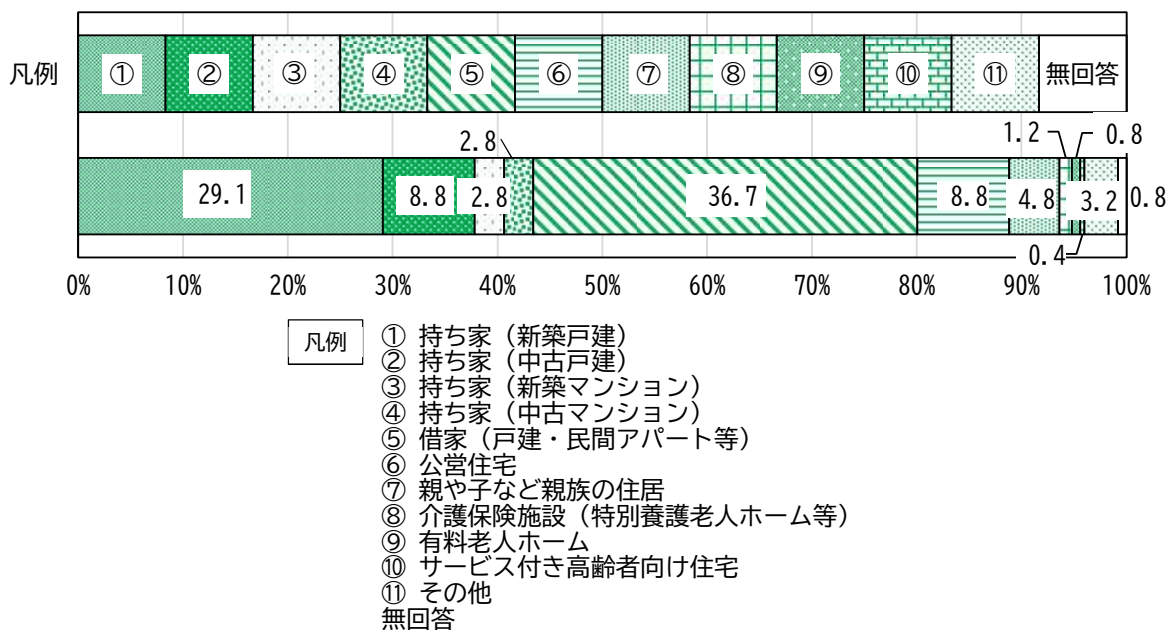 凡例 ① ② ③ ④ ⑤ ⑥ ⑦ ⑧ ⑨ ⑩ ⑪ 無回答
2.8 1.2 0.8
29.1 8.8 2.8 36.7 8.8 4.8 3.2 0.8
0.4
0% 10% 20% 30% 40% 50% 60% 70% 80% 90% 100%
凡例
① 持ち家（新築戸建）
② 持ち家（中古戸建）
③ 持ち家（新築マンション）
④ 持ち家（中古マンション）
⑤ 借家（戸建・民間アパート等）
⑥ 公営住宅
⑦ 親や子など親族の住居
⑧ 介護保険施設（特別養護老人ホーム等）
⑨ 有料老人ホーム
⑩ サービス付き高齢者向け住宅
⑪ その他
無回答